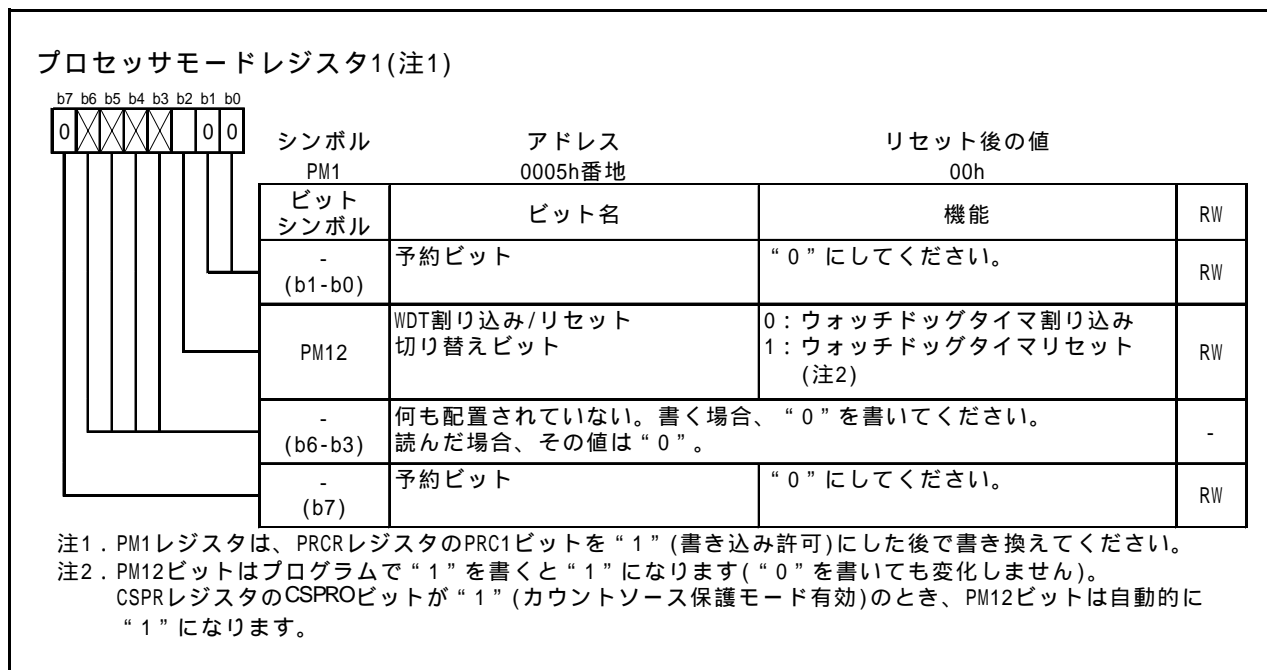 プロセッサモードレジスタ1(注1)
b7 b6 b5 b4 b3 b2 b1 b0
0 0 0
シンボル アドレス リセット後の値
PM1 0005h番地 00h
ビット
シンボル ビット名 機能 RW
-
(b1-b0) 予約ビット “0”にしてください。 RW
PM12 WDT割り込み/リセット
切り替えビット 0:ウォッチドッグタイマ割り込み
1:ウォッチドッグタイマリセット
(注2) RW
-
(b6-b3) 何も配置されていない。書く場合、“0”を書いてください。
読んだ場合、その値は“0”。 -
-
(b7) 予約ビット “0”にしてください。 RW
注1.PM1レジスタは、PRCRレジスタのPRC1ビットを“1”(書き込み許可)にした後で書き換えてください。
注2.PM12ビットはプログラムで“1”を書くと“1”になります(“0”を書いても変化しません)。
CSPRレジスタのCSPROビットが“1”(カウントソース保護モード有効)のとき、PM12ビットは自動的に
“1”になります。